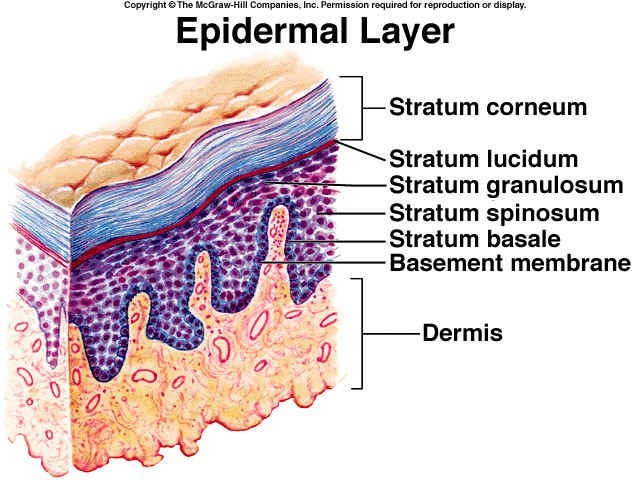 Copyright © The McGraw-Hill Companies, Inc. Permission required for reproduction or display.
Epidermal Layer
Stratum corneum
Stratum lucidum
Stratum granulosum
Stratum spinosum
Stratum basale
Basement membrane
Dermis